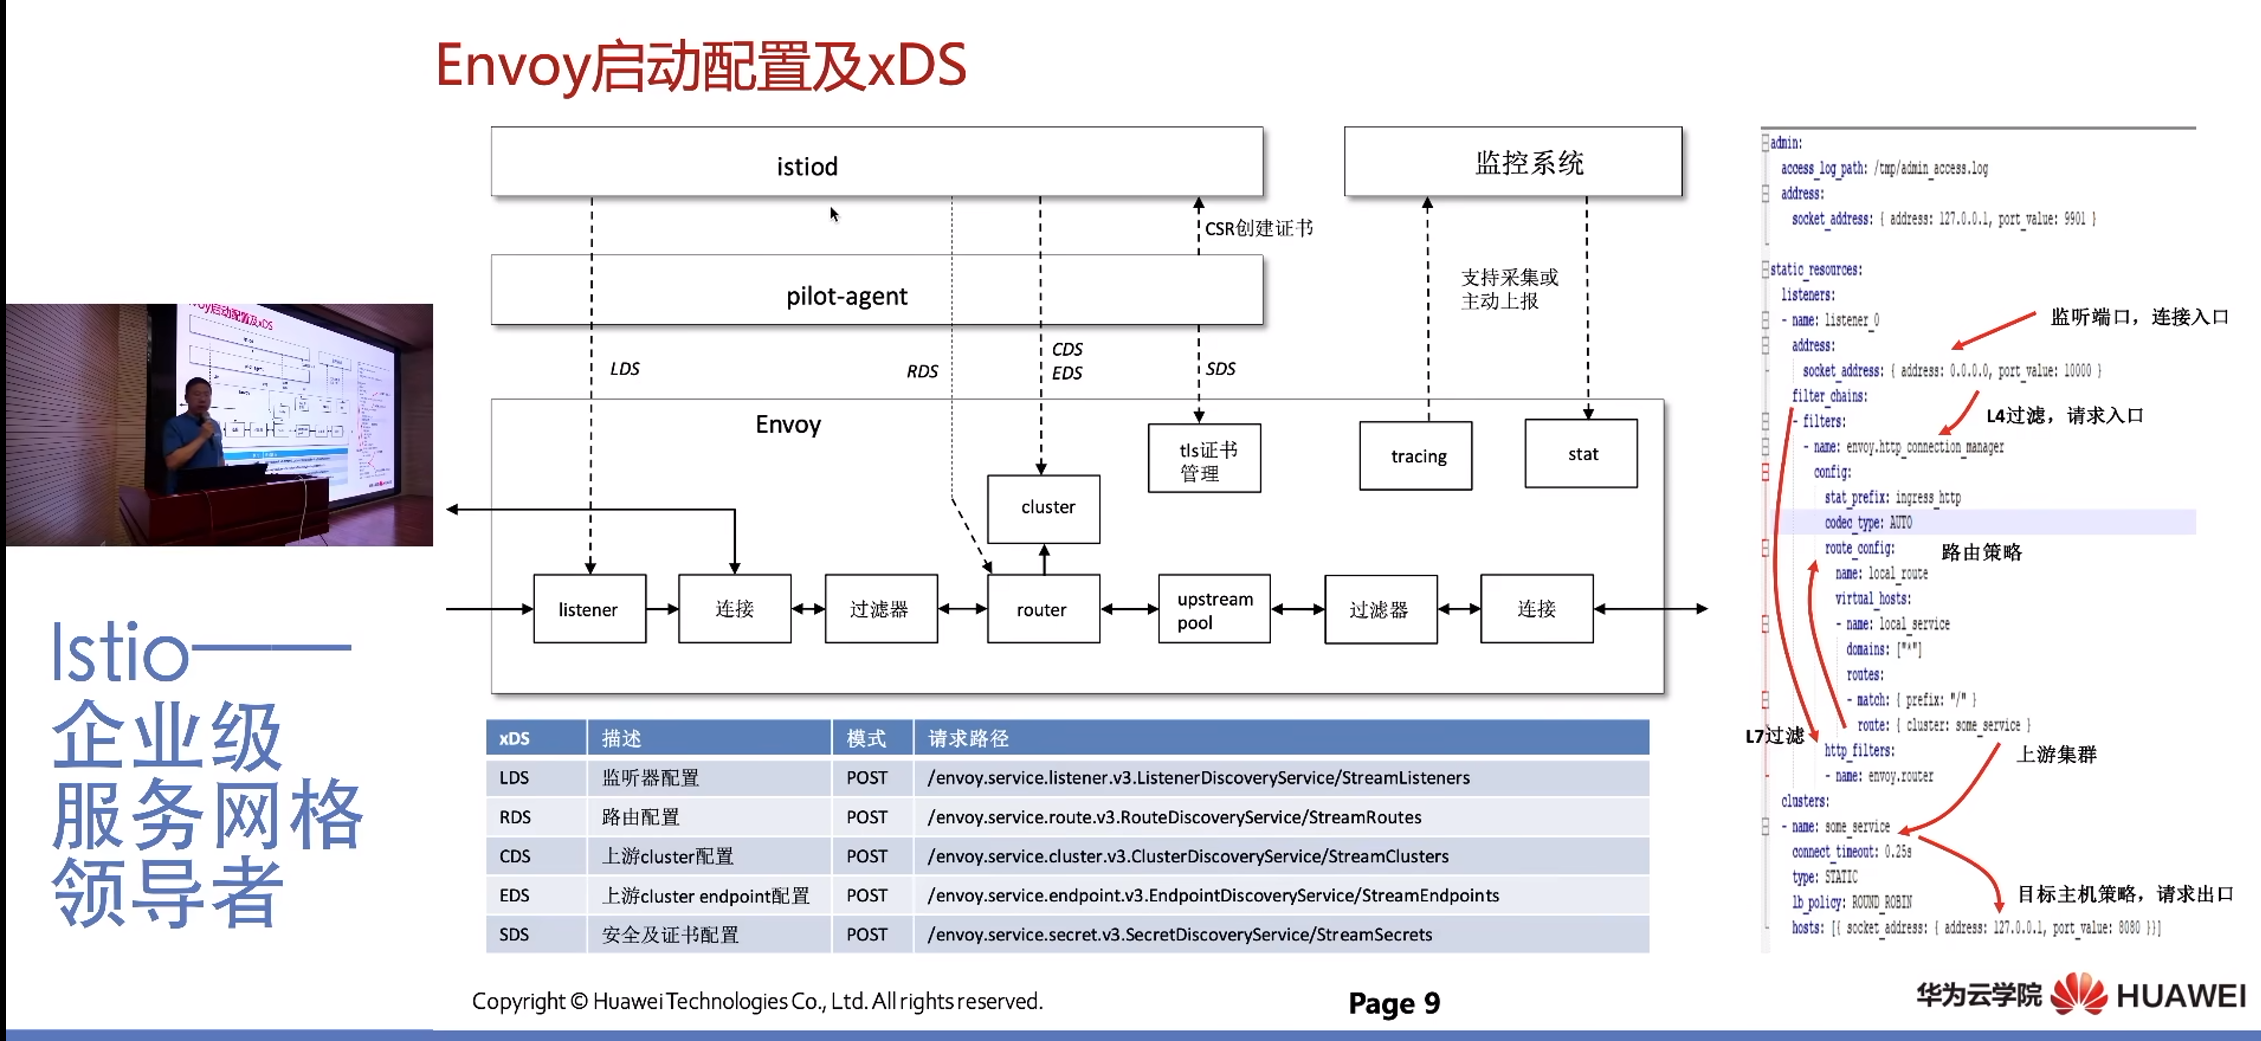 Envoy启动配置及xDS
istiod
监控系统
CSR创建证书
pilot-agent
支持采集或
主动上报
LDS
RDS
CDS
EDS
SDS
Envoy
tls证书
管理
tracing
stat
cluster
listener
连接
过滤器
router
upstream
pool
过滤器
连接
xDS 描述 模式 请求路径
LDS 监听器配置 POST /envoy.service.listener.v3.ListenerDiscoveryService/StreamListeners
RDS 路由配置 POST /envoy.service.route.v3.RouteDiscoveryService/StreamRoutes
CDS 上游cluster配置 POST /envoy.service.cluster.v3.ClusterDiscoveryService/StreamClusters
EDS 上游cluster endpoint配置 POST /envoy.service.endpoint.v3.EndpointDiscoveryService/StreamEndpoints
SDS 安全及证书配置 POST /envoy.service.secret.v3.SecretDiscoveryService/StreamSecrets
admin:
access_log_path: /tmp/admin_access.log
address:
socket_address: { address: 127.0.0.1, port_value: 9901 }
static_resources:
listeners:
- name: listener_0
监听端口，连接入口
address:
socket_address: { address: 0.0.0.0, port_value: 10000 }
filter_chains:
L4过滤，请求入口
- filters:
- name: envoy.http_connection_manager
config:
stat_prefix: ingress_http
codec_type: AUTO
route_config:
路由策略
name: local_route
virtual_hosts:
- name: local_service
domains: ["*"]
routes:
- match: { prefix: "/" }
route: { cluster: some_service }
L7过滤
http_filters:
上游集群
- name: envoy.router
clusters:
- name: some_service
connect_timeout: 0.25s
type: STATIC
目标主机策略，请求出口
lb_policy: ROUND_ROBIN
hosts: [{ socket_address: { address: 127.0.0.1, port_value: 8080 }}]
Istio——
企业级
服务网格
领导者
Copyright © Huawei Technologies Co., Ltd. All rights reserved.
Page 9
华为云学院
HUAWEI